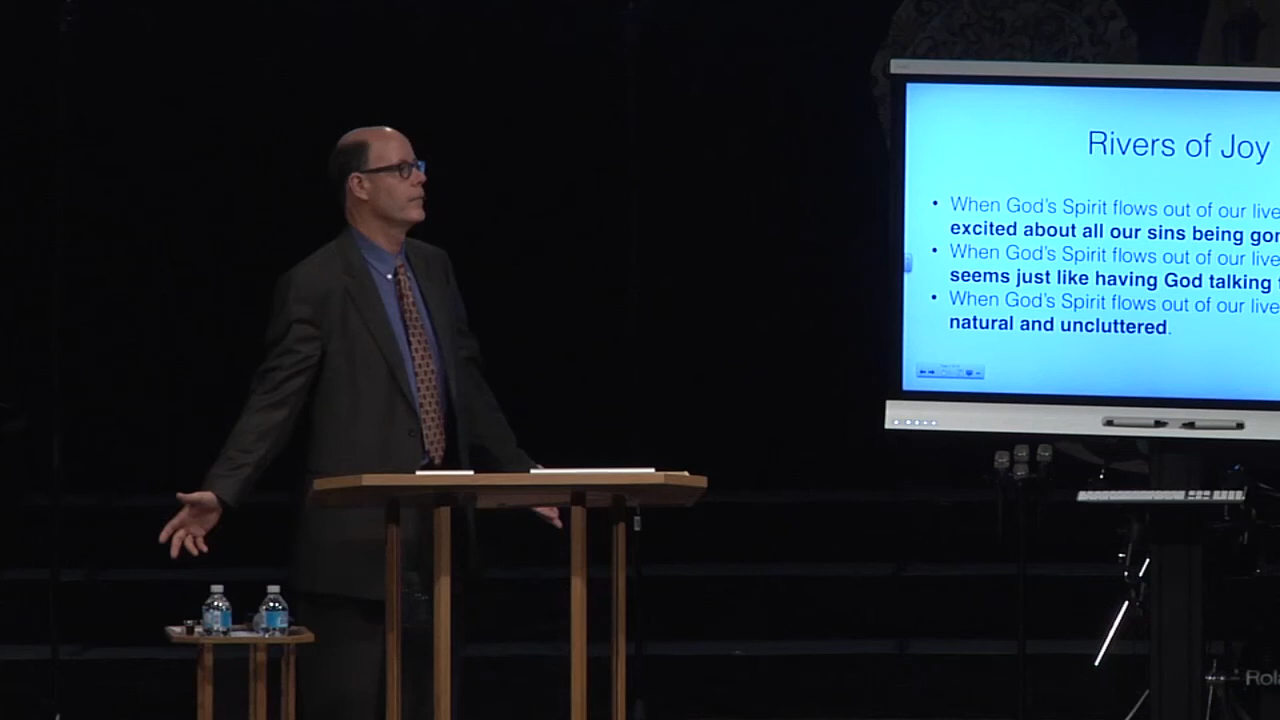 Rivers of Joy
• When God's Spirit flows out of our live
excited about all our sins being gon
• When God's Spirit flows out of our live
seems just like having God talking
• When God's Spirit flows out of our live
natural and uncluttered.
Rola